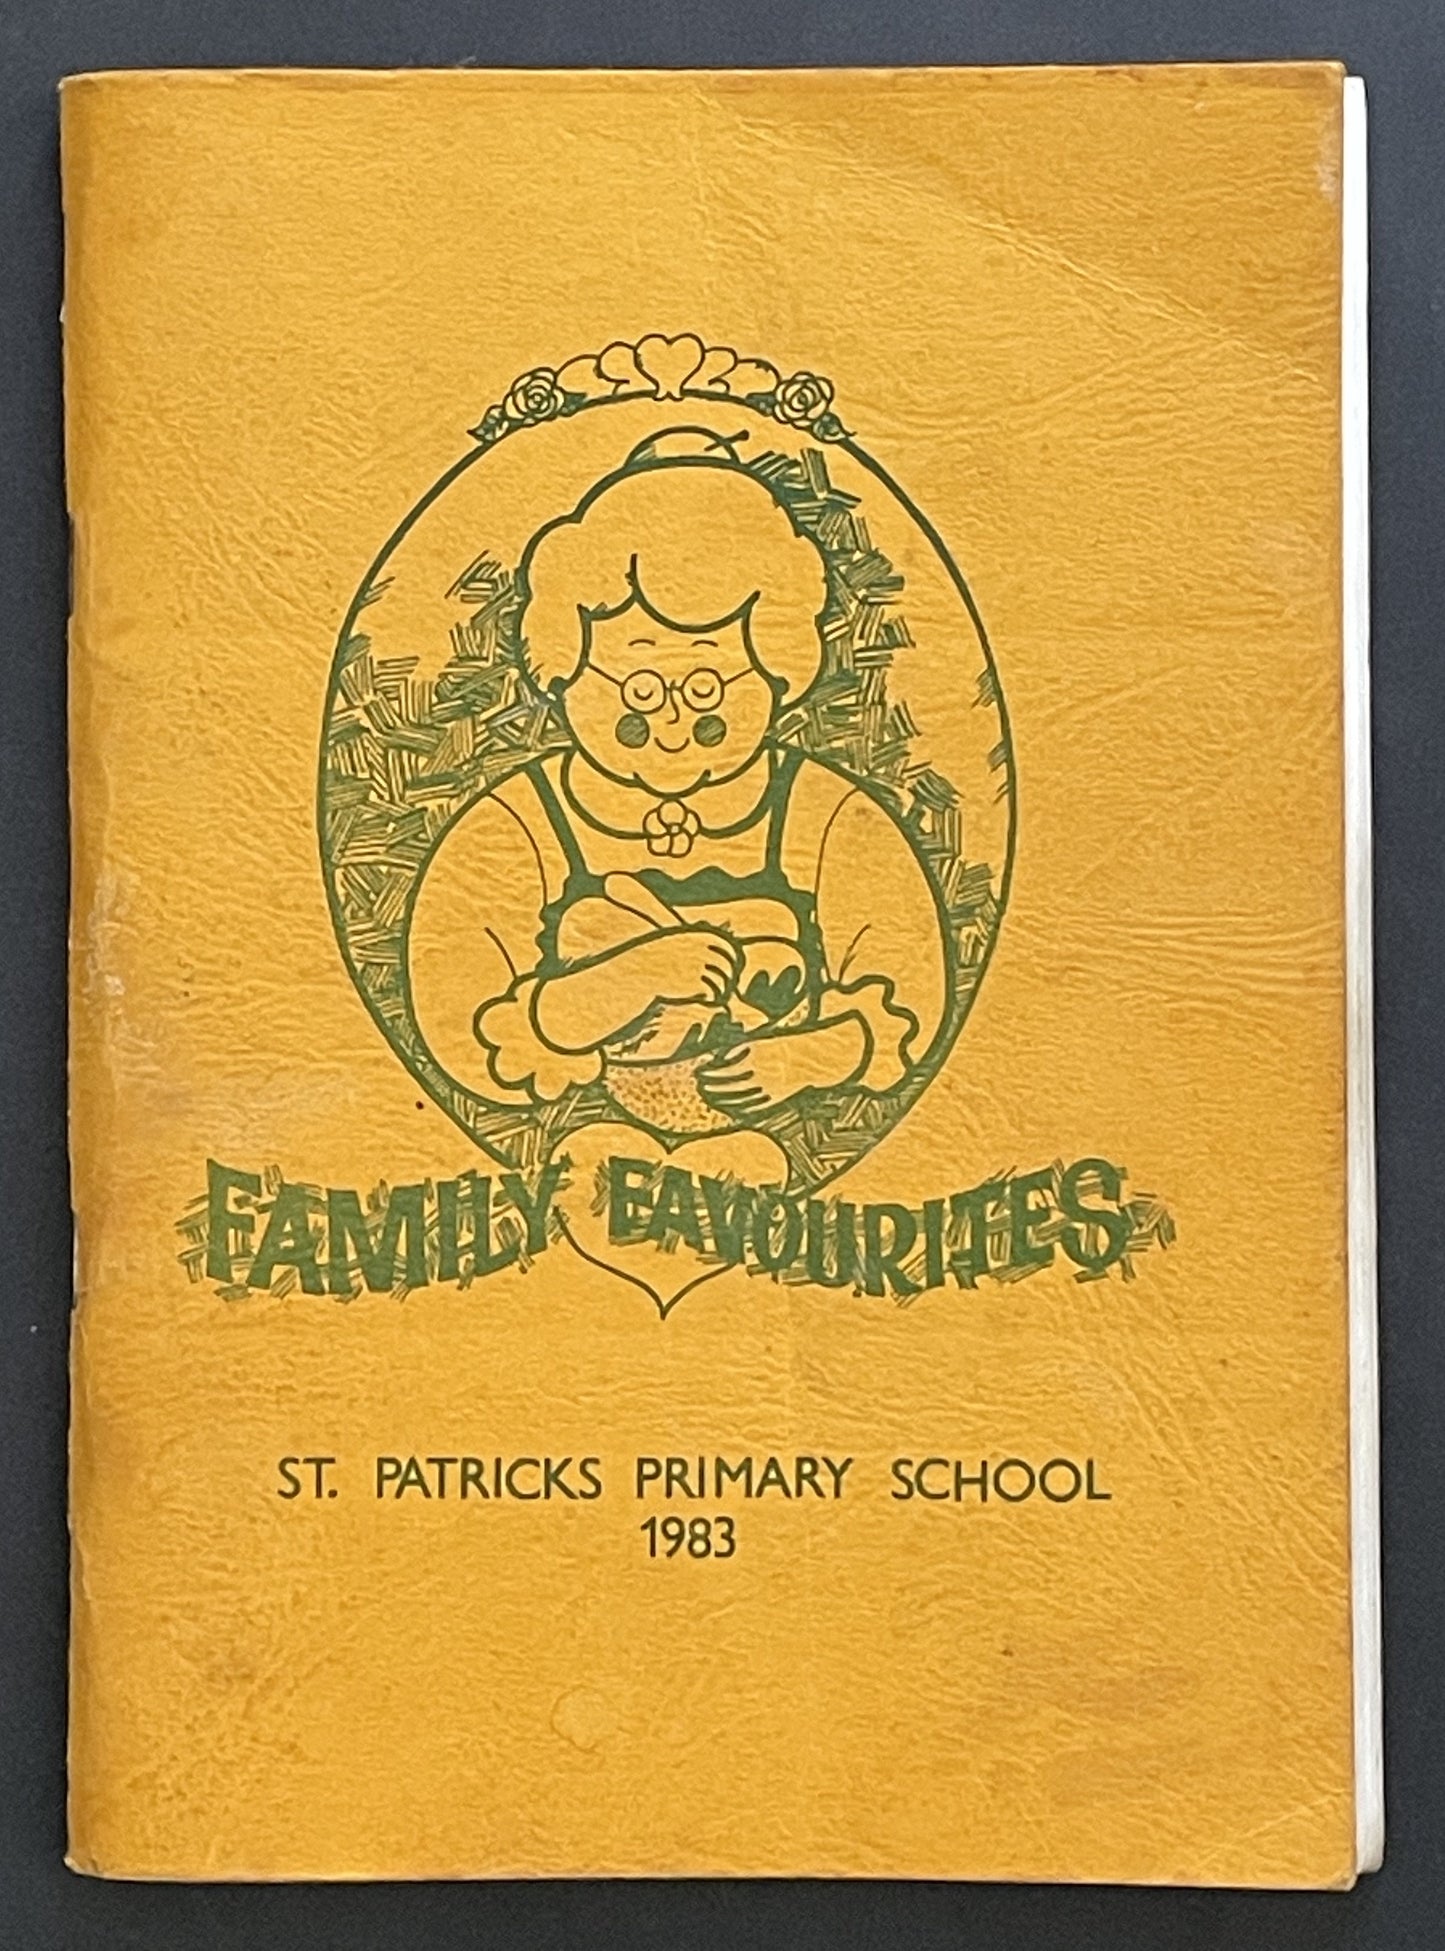 FAMILY FAVOURITES
ST. PATRICKS PRIMARY SCHOOL
1983